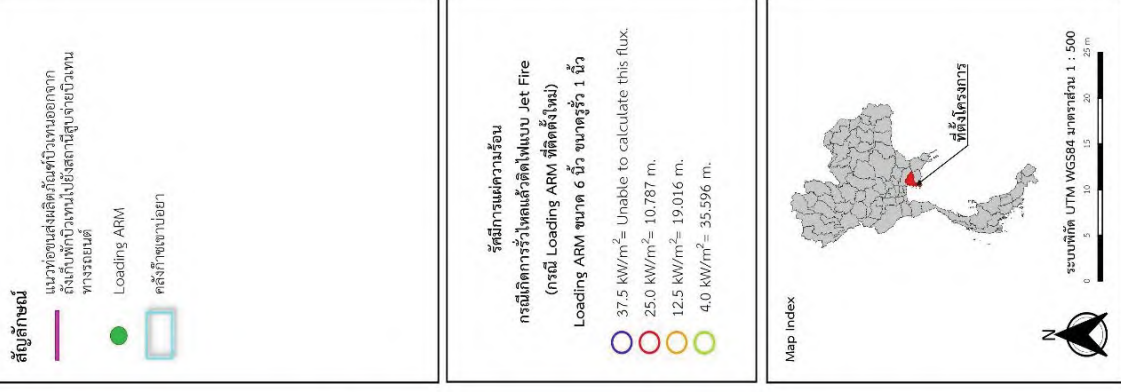 สัญลักษณ์
แนวท่อขนส่งผลิตภัณฑ์บิวเทนออกจาก
ถังเก็บพักบิวเทนไปยังสถานีสูบจ่ายบิวเทน
ทางรถยนต์
Loading ARM
คลังก๊าซเขาบ่อยา
รัศมีการแผ่ความร้อน
กรณีเกิดการรั่วไหลแล้วติดไฟแบบ Jet Fire
(กรณี Loading ARM ที่ติดตั้งใหม่)
Loading ARM ขนาด 6 นิ้ว ขนาดรูรั่ว 1 นิ้ว
37.5 kW/m²= Unable to calculate this flux.
25.0 kW/m²= 10.787 m.
12.5 kW/m²= 19.016 m.
4.0 kW/m²= 35.596 m.
Map Index
ที่ตั้งโครงการ
N
ระบบพิกัด UTM WGS84 มาตราส่วน 1 : 500
0 5 10 15 20 25 m